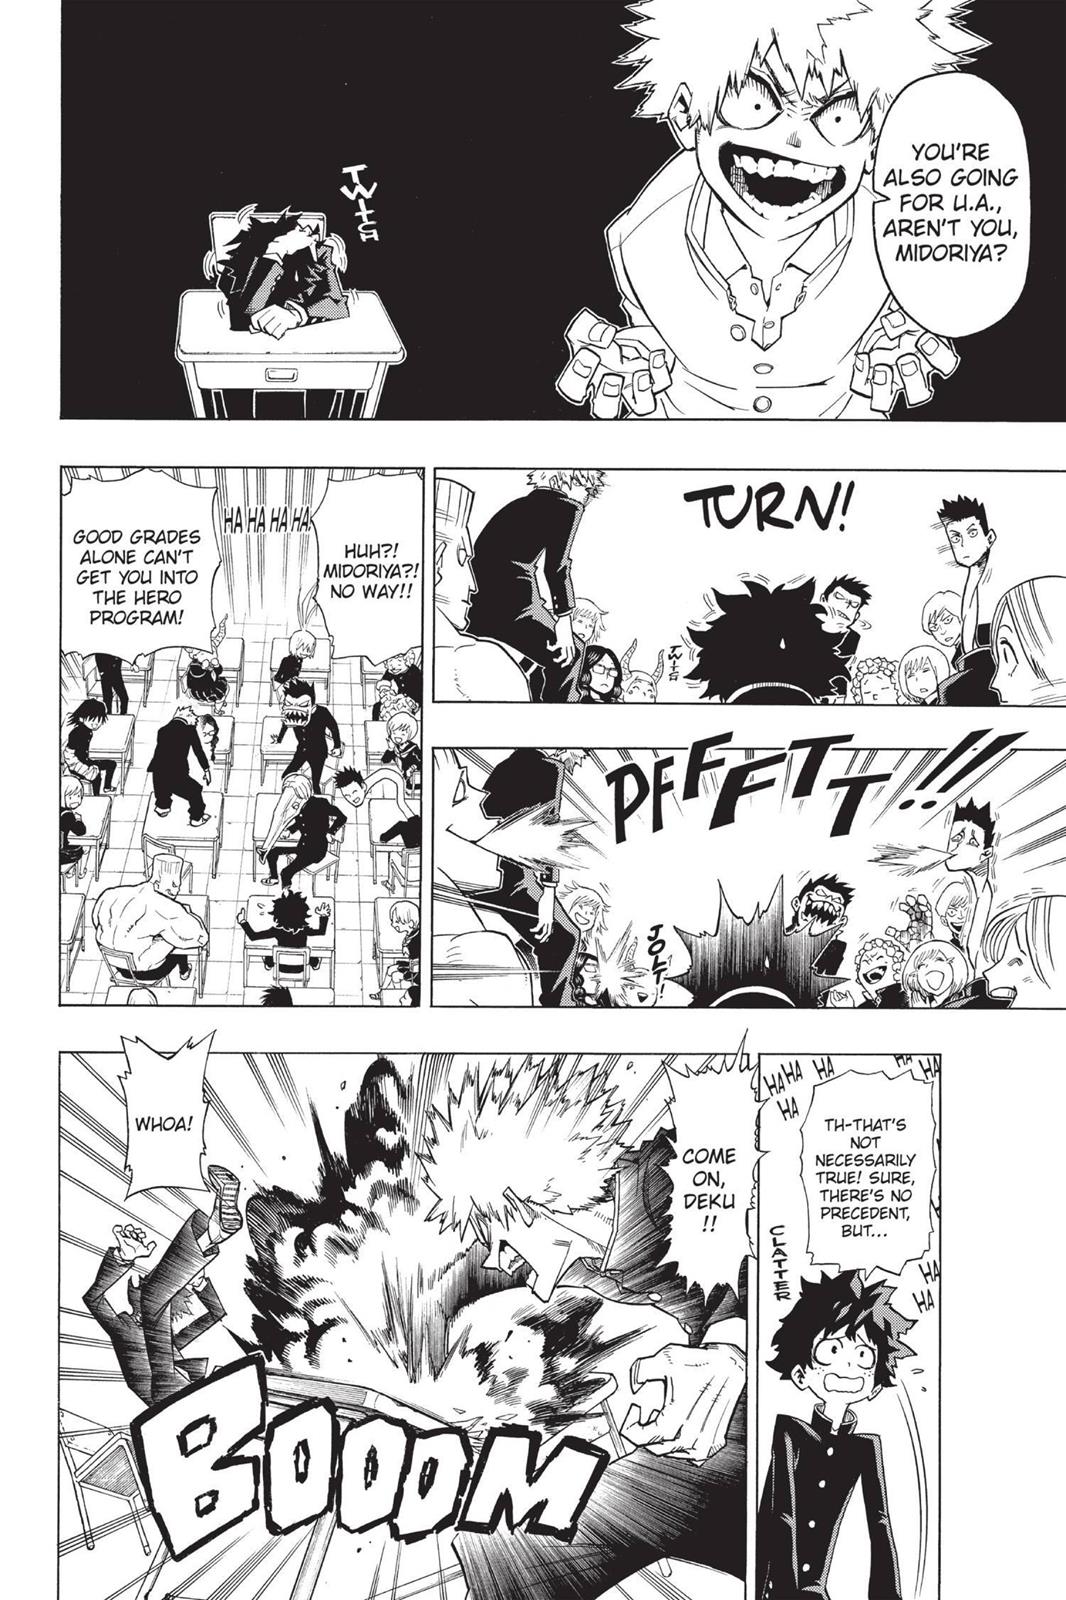 YOU'RE
ALSO GOING
FOR U.A.,
AREN'T YOU,
MIDORIYA?
TWITCH
TURN!
TWITCH
PFFFTT!!
JOLT!
HUH?!
MIDORIYA?!
NO WAY!!
HA HA HA HA!
GOOD GRADES
ALONE CAN'T
GET YOU INTO
THE HERO
PROGRAM!
HA
HA
HA
HA
HA
HA
TH-THAT'S
NOT
NECESSARILY
TRUE! SURE,
THERE'S NO
PRECEDENT,
BUT...
HA
HA
CLATTER
COME
ON,
DEKU
!!
WHOA!
BOOOM